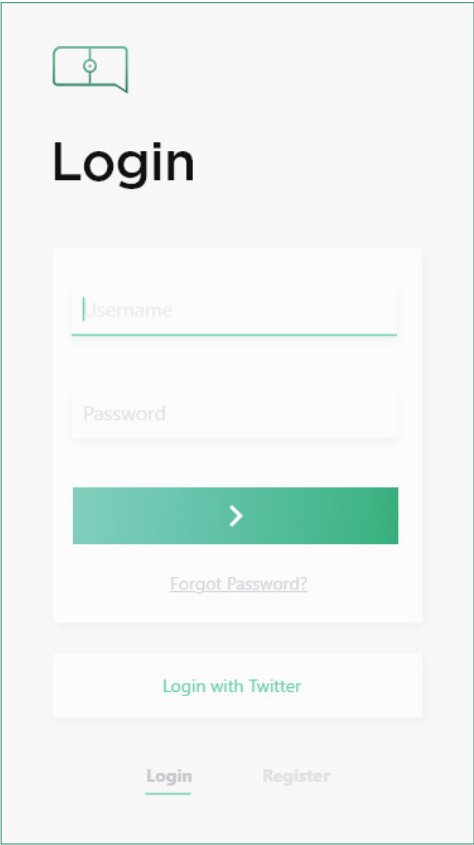 Login
Username
Password
Forgot Password?
Login with Twitter
Login Register